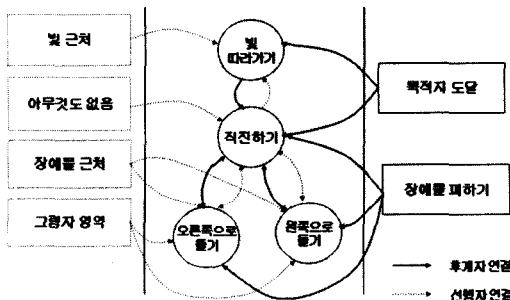 빛 근처
빛
따라가기
아무것도 없음
목적지 도달
직진하기
장애물 근처
장애물 피하기
그림자 영역
오른쪽으로
돌기
왼쪽으로
돌기
후계자 연결
선행자 연결